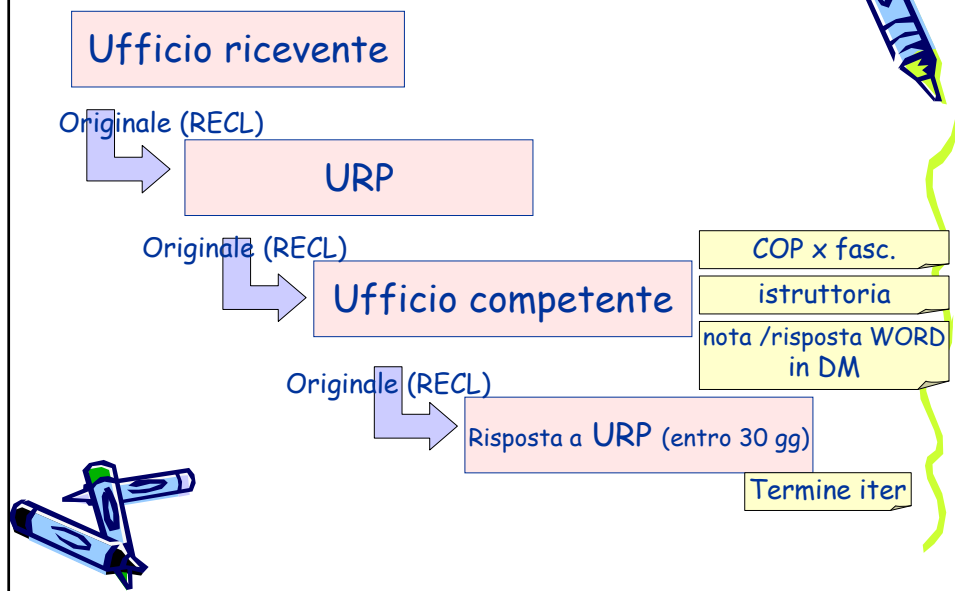 Ufficio ricevente
Originale (RECL)
URP
Originale (RECL)
Ufficio competente
COP x fasc.
istruttoria
nota /risposta WORD
in DM
Originale (RECL)
Risposta a URP (entro 30 gg)
Termine iter